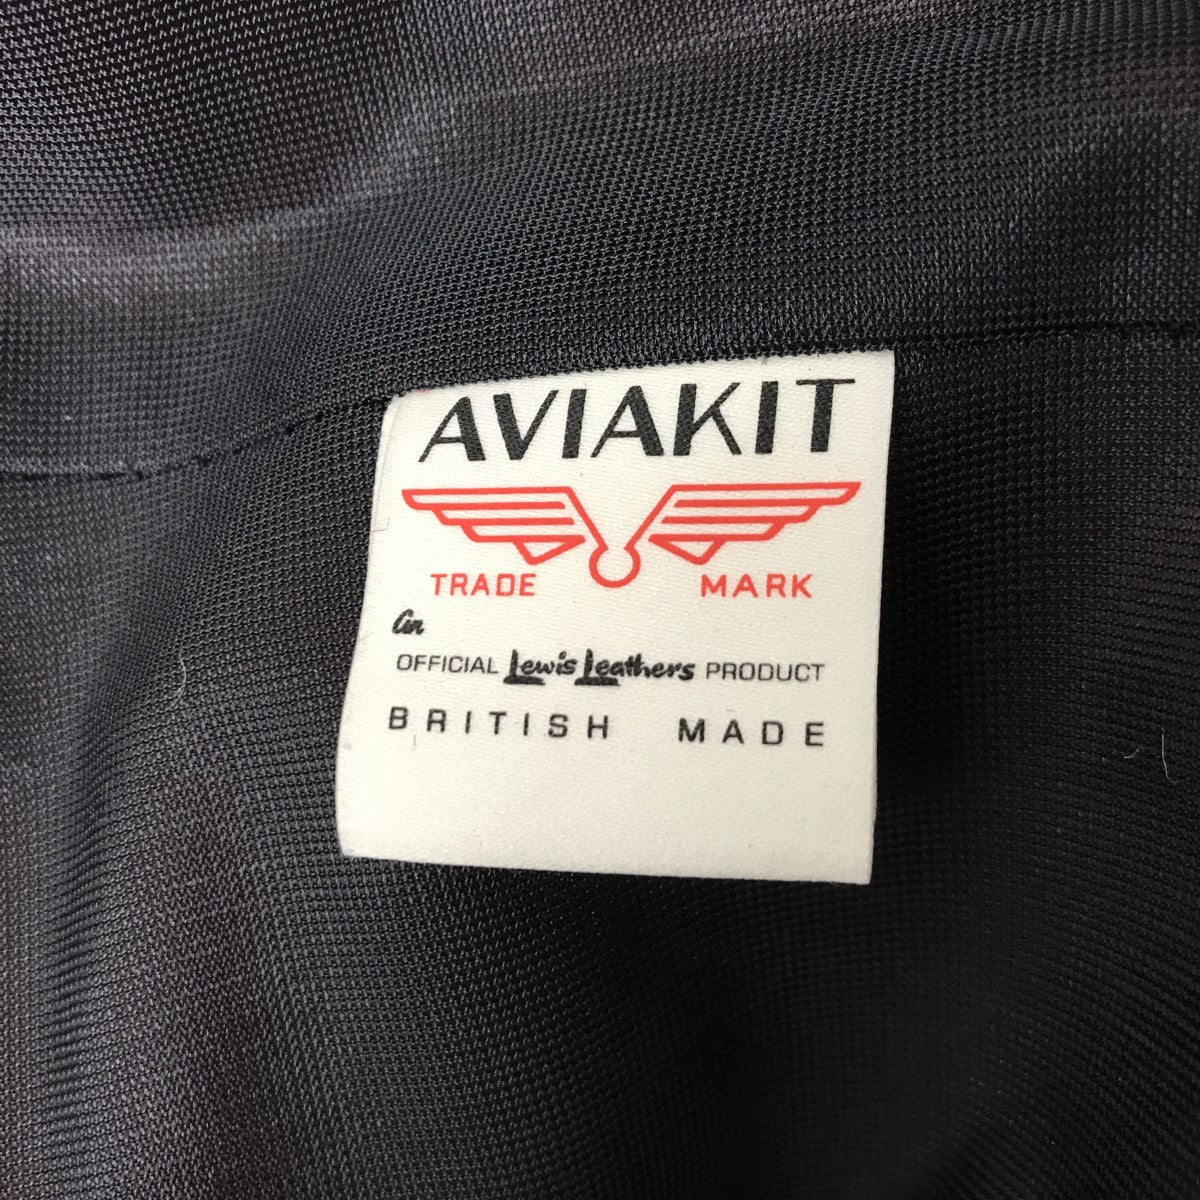 AVIAKIT
TRADE MARK
An
OFFICIAL Lewis Leathers PRODUCT
BRITISH MADE